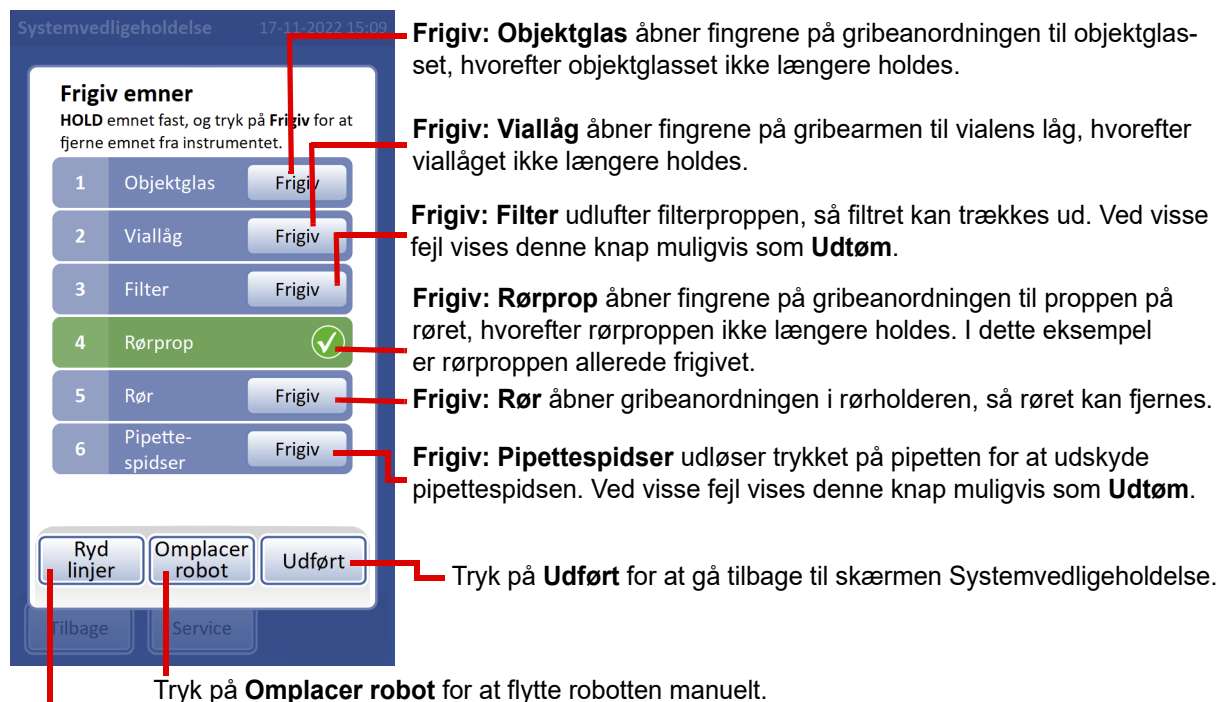 Systemvedligeholdelse 17-11-2022 15:09
Frigiv emner
HOLD emnet fast, og tryk på Frigiv for at
fjerne emnet fra instrumentet.
1 Objektglas Frigiv
2 Viallåg Frigiv
3 Filter Frigiv
4 Rørprop
5 Rør Frigiv
6 Pipette-
spidser Frigiv
Ryd
linjer
Omplacer
robot
Udført
Tilbage
Service
Frigiv: Objektglas åbner fingrene på gribeanordningen til objektglas-
set, hvorefter objektglasset ikke længere holdes.
Frigiv: Viallåg åbner fingrene på gribearmen til vialens låg, hvorefter
viallåget ikke længere holdes.
Frigiv: Filter udlufter filterproppen, så filtret kan trækkes ud. Ved visse
fejl vises denne knap muligvis som Udtøm.
Frigiv: Rørprop åbner fingrene på gribeanordningen til proppen på
røret, hvorefter rørproppen ikke længere holdes. I dette eksempel
er rørproppen allerede frigivet.
Frigiv: Rør åbner gribeanordningen i rørholderen, så røret kan fjernes.
Frigiv: Pipettespidser udløser trykket på pipetten for at udskyde
pipettespidsen. Ved visse fejl vises denne knap muligvis som Udtøm.
Tryk på Udført for at gå tilbage til skærmen Systemvedligeholdelse.
Tryk på Omplacer robot for at flytte robotten manuelt.